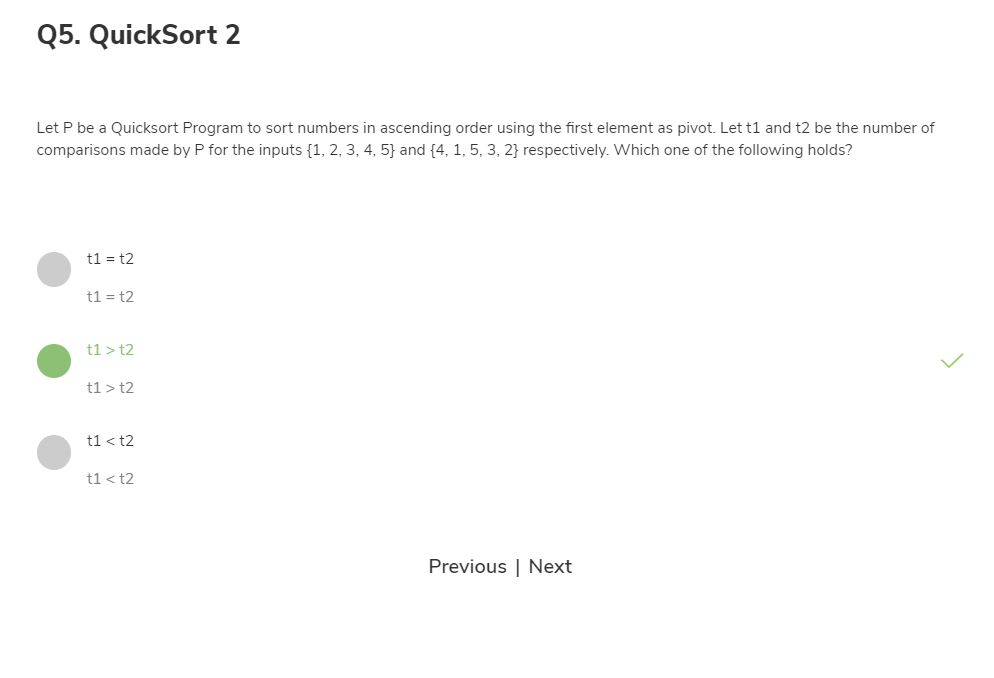 Q5. QuickSort 2
Let P be a Quicksort Program to sort numbers in ascending order using the first element as pivot. Let t1 and t2 be the number of
comparisons made by P for the inputs {1, 2, 3, 4, 5} and {4, 1, 5, 3, 2} respectively. Which one of the following holds?
t1 = t2
t1 = t2
t1 > t2
t1 > t2
t1 < t2
t1 < t2
Previous | Next